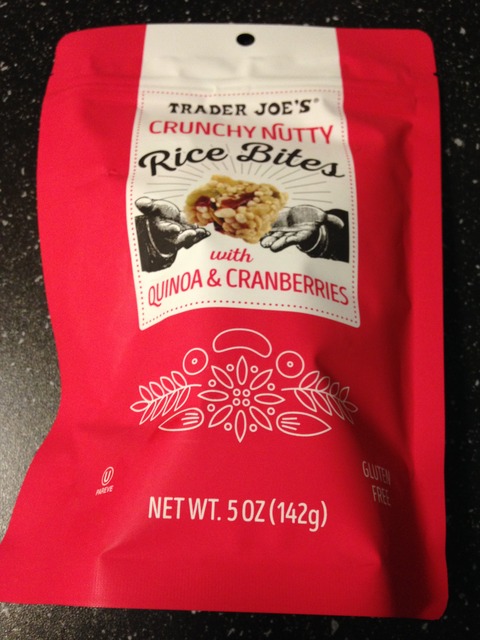 TRADER JOE'S®
CRUNCHY NUTTY
Rice Bites
with
QUINOA & CRANBERRIES
U
PAREVE
GLUTEN
FREE
NET WT. 5 OZ (142g)